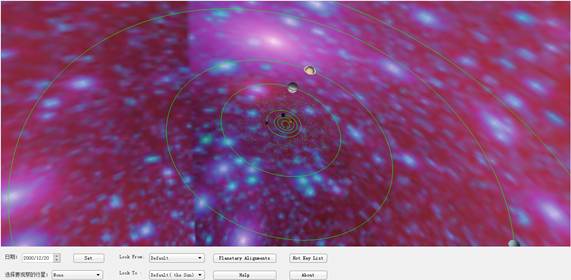 日期: 2000/12/20 Set Look From: Default Planetary Alignments Hot Key List
选择要观察的行星: None Look To : Default( the Sun) Help About